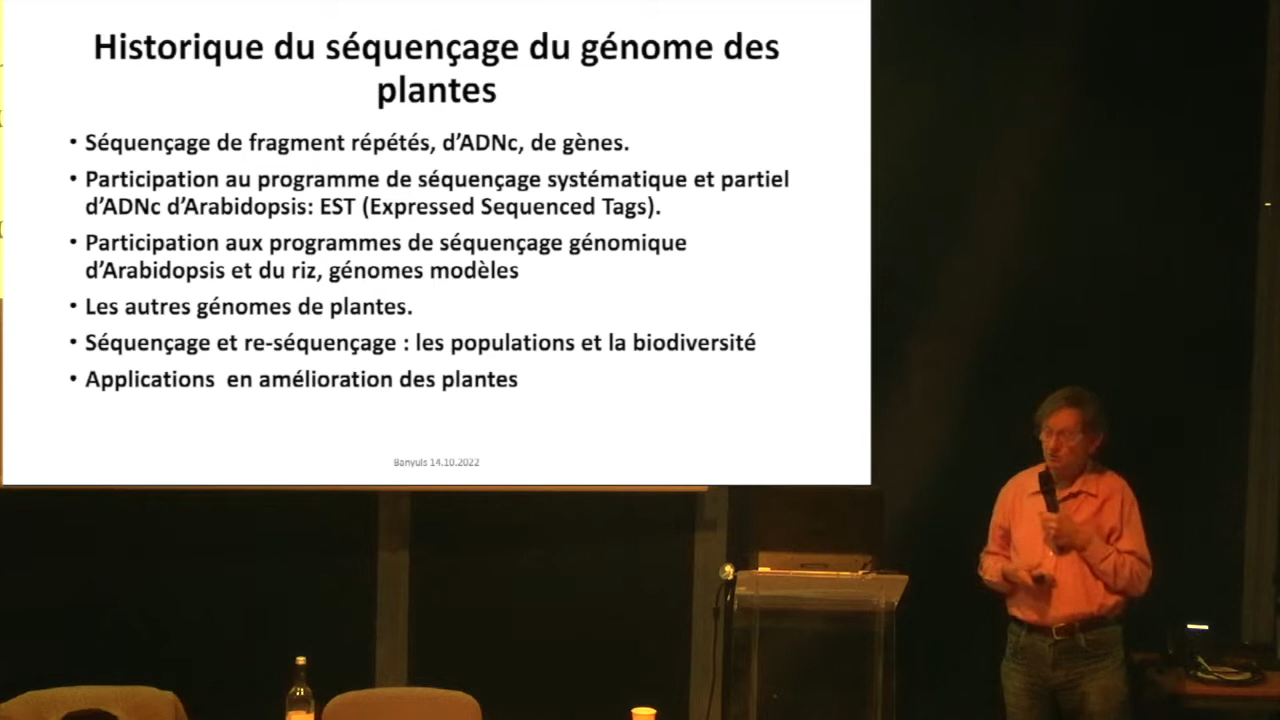 Historique du séquençage du génome des
plantes
• Séquençage de fragment répétés, d’ADNc, de gènes.
• Participation au programme de séquençage systématique et partiel
d’ADNc d’Arabidopsis: EST (Expressed Sequenced Tags).
• Participation aux programmes de séquençage génomique
d’Arabidopsis et du riz, génomes modèles
• Les autres génomes de plantes.
• Séquençage et re-séquençage : les populations et la biodiversité
• Applications  en amélioration des plantes
Banyuls 14.10.2022